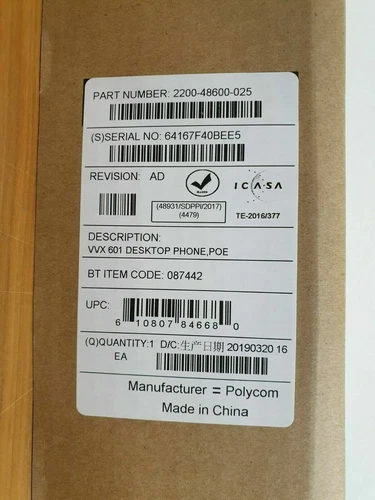 PART NUMBER: 2200-48600-025
(S)SERIAL NO: 64167F40BEE5
REVISION: AD
ICASA
(48931/SDPPI/2017)
(4479)
TE-2016/377
DESCRIPTION:
VVX 601 DESKTOP PHONE,POE
BT ITEM CODE: 087442
UPC:
6 10807 84668 0
(Q)QUANTITY:1 D/C:生产日期 20190320 16
EA
Manufacturer = Polycom
Made in China